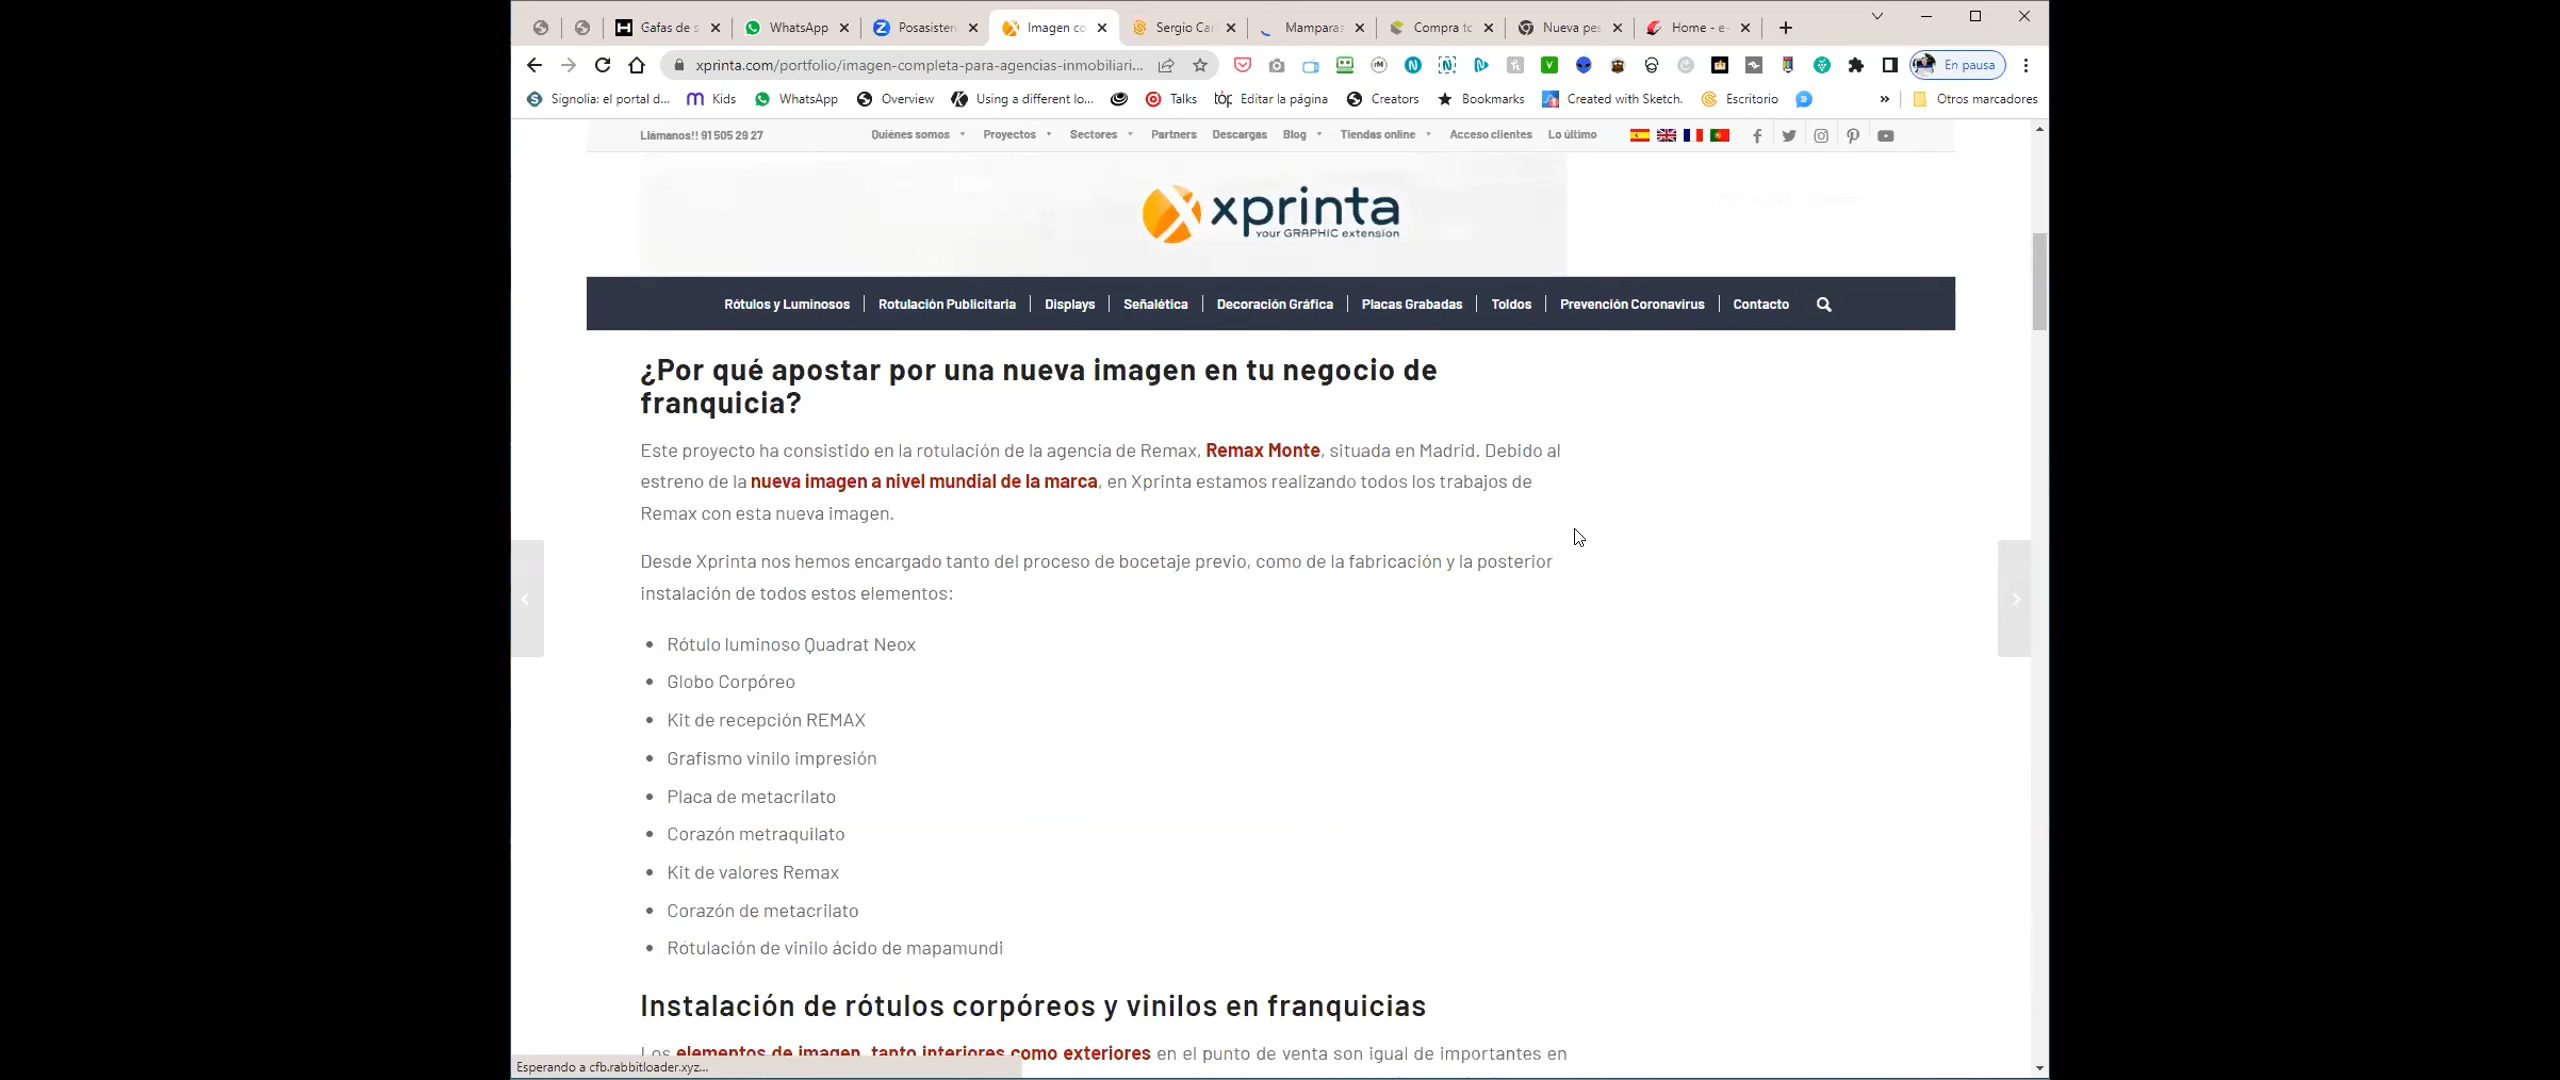 Gafas de s
WhatsApp
Posasisten
Imagen co
Sergio Car
Mamparas
Compra to
Nueva pes
Home - e-
xprinta.com/portfolio/imagen-completa-para-agencias-inmobiliari...
En pausa
Signolia: el portal d...
Kids
WhatsApp
Overview
Using a different lo...
Talks
Editar la página
Creators
Bookmarks
Created with Sketch.
Escritorio
»
Otros marcadores
Llámanos!! 91 505 29 27
Quiénes somos
Proyectos
Sectores
Partners
Descargas
Blog
Tiendas online
Acceso clientes
Lo último
xprinta
your GRAPHIC extension
Rótulos y Luminosos
Rotulación Publicitaria
Displays
Señalética
Decoración Gráfica
Placas Grabadas
Toldos
Prevención Coronavirus
Contacto
¿Por qué apostar por una nueva imagen en tu negocio de
franquicia?
Este proyecto ha consistido en la rotulación de la agencia de Remax, Remax Monte, situada en Madrid. Debido al
estreno de la nueva imagen a nivel mundial de la marca, en Xprinta estamos realizando todos los trabajos de
Remax con esta nueva imagen.
Desde Xprinta nos hemos encargado tanto del proceso de bocetaje previo, como de la fabricación y la posterior
instalación de todos estos elementos:
• Rótulo luminoso Quadrat Neox
• Globo Corpóreo
• Kit de recepción REMAX
• Grafismo vinilo impresión
• Placa de metacrilato
• Corazón metraquilato
• Kit de valores Remax
• Corazón de metacrilato
• Rótulación de vinilo ácido de mapamundi
Instalación de rótulos corpóreos y vinilos en franquicias
Los elementos de imagen, tanto interiores como exteriores en el punto de venta son igual de importantes en
Esperando a cfb.rabbitloader.xyz...